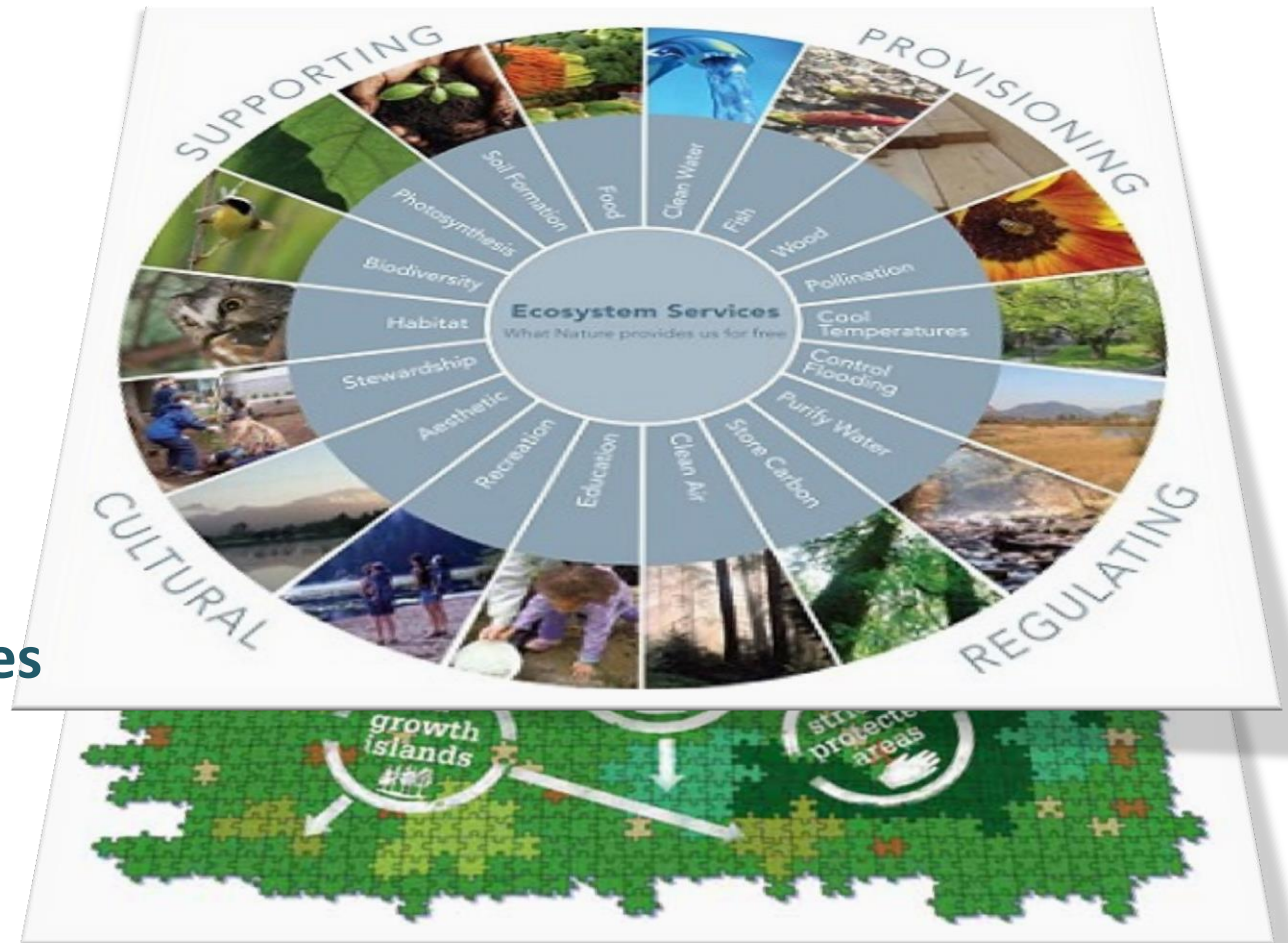 SUPPORTING
PROVISIONING
Soil Formation
Food
Clean Water
Fish
Wood
Photosynthesis
Pollination
Biodiversity
Cool
Temperatures
Habitat
Ecosystem Services
What Nature provides us for free
Control
Flooding
Stewardship
Purify Water
Aesthetic
Store Carbon
Recreation
Education
Clean Air
CULTURAL
REGULATING
es
growth
islands
protecte
areas